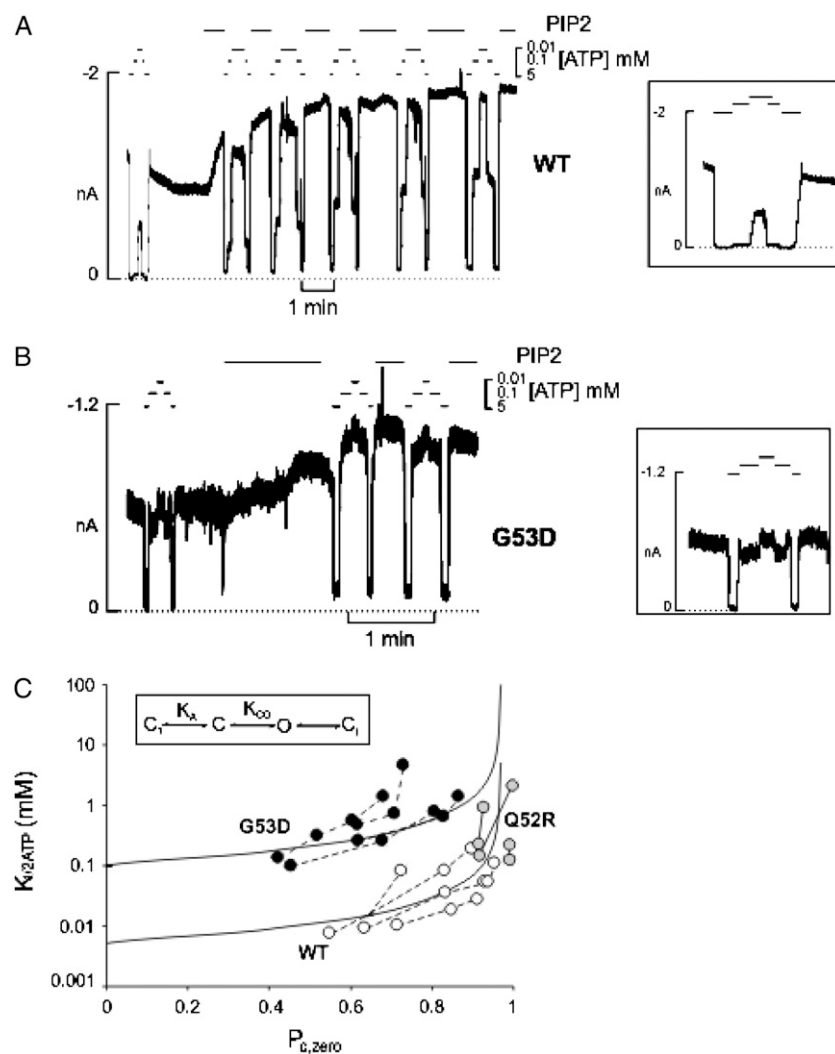 A
PIP2
0.01
0.1 [ATP] mM
5
-2
nA
0
WT
1 min
-2
nA
0
B
PIP2
0.01
0.1 [ATP] mM
5
-1.2
nA
0
G53D
1 min
-1.2
nA
0
C
K1/2ATP (mM)
100
10
1
0.1
0.01
0.001
KA KCO
C1 C O CI
G53D
Q52R
WT
0 0.2 0.4 0.6 0.8 1
Po,zero